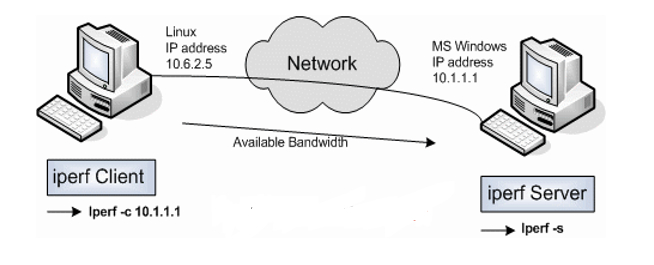 Linux
IP address
10.6.2.5
Network
MS Windows
IP address
10.1.1.1
Available Bandwidth
iperf Client
Iperf -c 10.1.1.1
iperf Server
Iperf -s